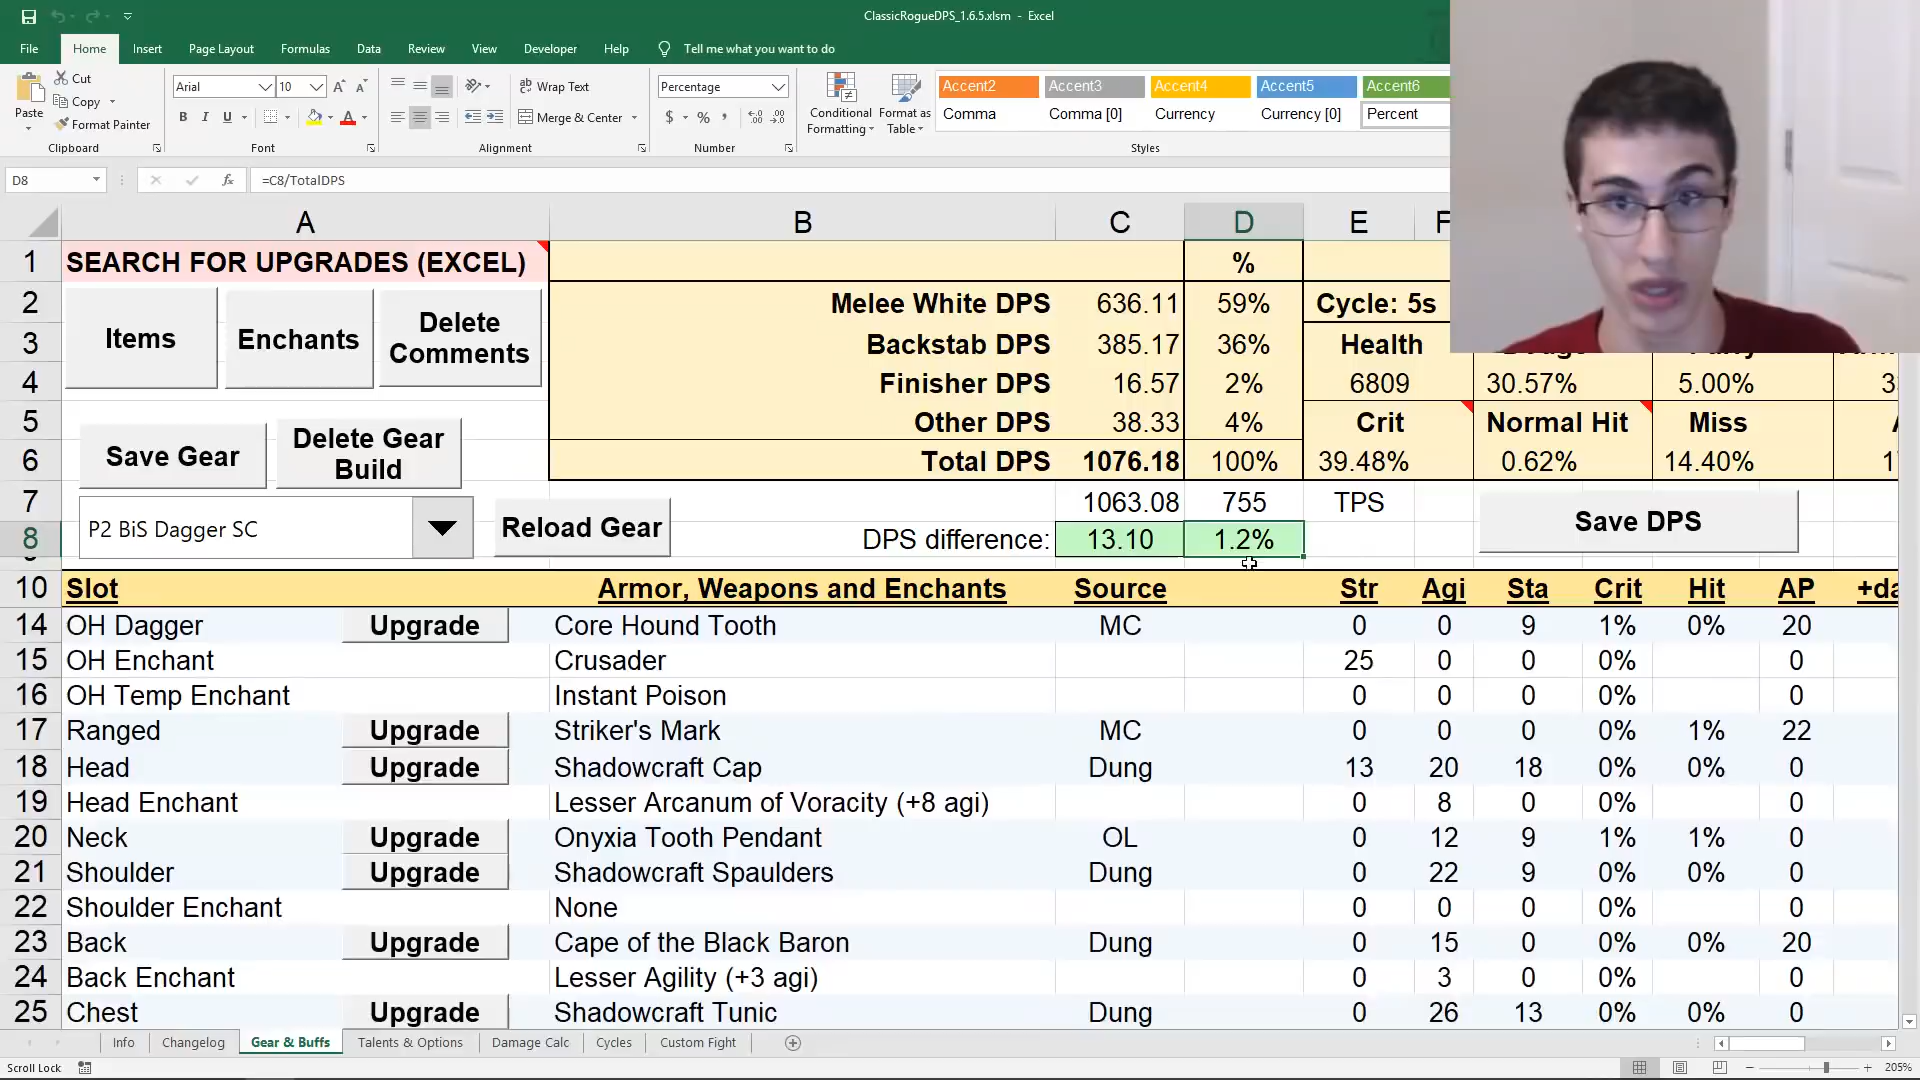 ClassicRogueDPS_1.6.5.xlsm - Excel
File Home Insert Page Layout Formulas Data Review View Developer Help Tell me what you want to do
Paste Cut Copy Format Painter
Arial 10 A A
B I U A
Wrap Text
Merge & Center
Percentage
$ % ,
Conditional Formatting
Format as Table
Accent2 Accent3 Accent4 Accent5 Accent6
Comma Comma [0] Currency Currency [0] Percent
Clipboard Font Alignment Number Styles
D8 fx =C8/TotalDPS
A B C D E F
1 SEARCH FOR UPGRADES (EXCEL) %
Items Enchants Delete Comments
2 Melee White DPS 636.11 59% Cycle: 5s
3 Backstab DPS 385.17 36% Health
4 Finisher DPS 16.57 2% 6809 30.57% 5.00%
5 Other DPS 38.33 4% Crit Normal Hit Miss
6 Total DPS 1076.18 100% 39.48% 0.62% 14.40%
Save Gear Delete Gear Build
7 1063.08 755 TPS Save DPS
P2 BiS Dagger SC Reload Gear
8 DPS difference: 13.10 1.2%
10 Slot Armor, Weapons and Enchants Source Str Agi Sta Crit Hit AP
14 OH Dagger Upgrade Core Hound Tooth MC 0 0 9 1% 0% 20
15 OH Enchant Crusader 25 0 0 0% 0
16 OH Temp Enchant Instant Poison 0 0 0 0% 0
17 Ranged Upgrade Striker's Mark MC 0 0 0 0% 1% 22
18 Head Upgrade Shadowcraft Cap Dung 13 20 18 0% 0% 0
19 Head Enchant Lesser Arcanum of Voracity (+8 agi) 0 8 0 0% 0
20 Neck Upgrade Onyxia Tooth Pendant OL 0 12 9 1% 1% 0
21 Shoulder Upgrade Shadowcraft Spaulders Dung 0 22 9 0% 0% 0
22 Shoulder Enchant None 0 0 0 0% 0
23 Back Upgrade Cape of the Black Baron Dung 0 15 0 0% 0% 20
24 Back Enchant Lesser Agility (+3 agi) 0 3 0 0% 0
25 Chest Upgrade Shadowcraft Tunic Dung 0 26 13 0% 0% 0
Info Changelog Gear & Buffs Talents & Options Damage Calc Cycles Custom Fight
Scroll Lock 205%